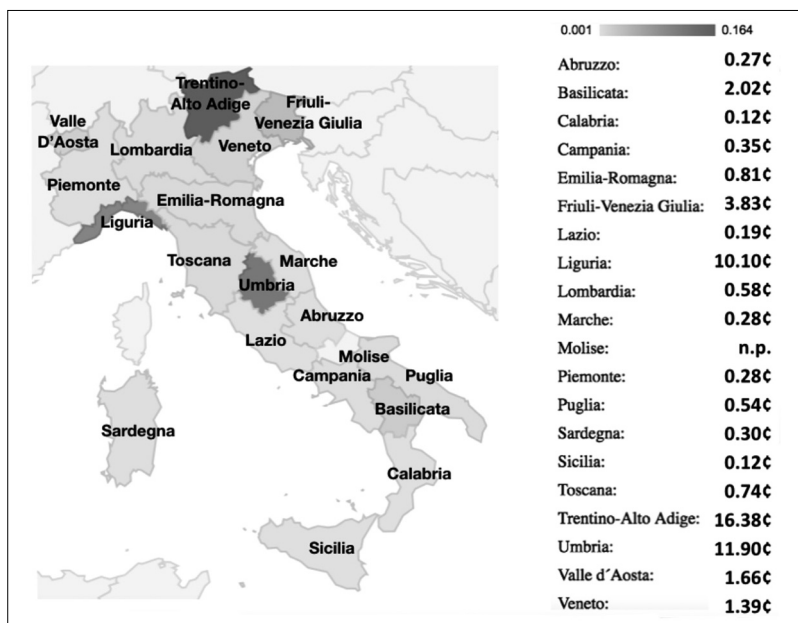 0.001 0.164
Trentino-
Alto Adige
Friuli-
Venezia Giulia
Valle
D'Aosta
Lombardia
Veneto
Piemonte
Emilia-Romagna
Liguria
Toscana
Marche
Umbria
Abruzzo
Lazio
Molise
Campania
Puglia
Basilicata
Sardegna
Calabria
Sicilia
Abruzzo: 0.27¢
Basilicata: 2.02¢
Calabria: 0.12¢
Campania: 0.35¢
Emilia-Romagna: 0.81¢
Friuli-Venezia Giulia: 3.83¢
Lazio: 0.19¢
Liguria: 10.10¢
Lombardia: 0.58¢
Marche: 0.28¢
Molise: n.p.
Piemonte: 0.28¢
Puglia: 0.54¢
Sardegna: 0.30¢
Sicilia: 0.12¢
Toscana: 0.74¢
Trentino-Alto Adige: 16.38¢
Umbria: 11.90¢
Valle d´Aosta: 1.66¢
Veneto: 1.39¢